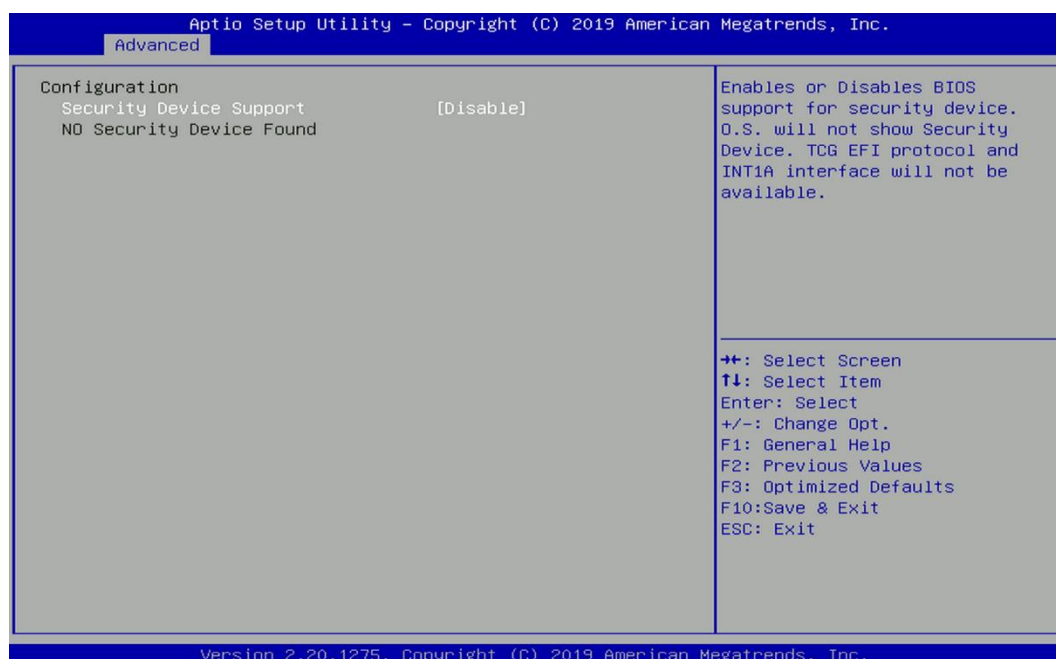 Aptio Setup Utility – Copyright (C) 2019 American Megatrends, Inc.
Advanced
Configuration
Security Device Support [Disable]
NO Security Device Found
Enables or Disables BIOS
support for security device.
O.S. will not show Security
Device. TCG EFI protocol and
INT1A interface will not be
available.
→←: Select Screen
↑↓: Select Item
Enter: Select
+/-: Change Opt.
F1: General Help
F2: Previous Values
F3: Optimized Defaults
F10:Save & Exit
ESC: Exit
Version 2.20.1275. Copyright (C) 2019 American Megatrends, Inc.